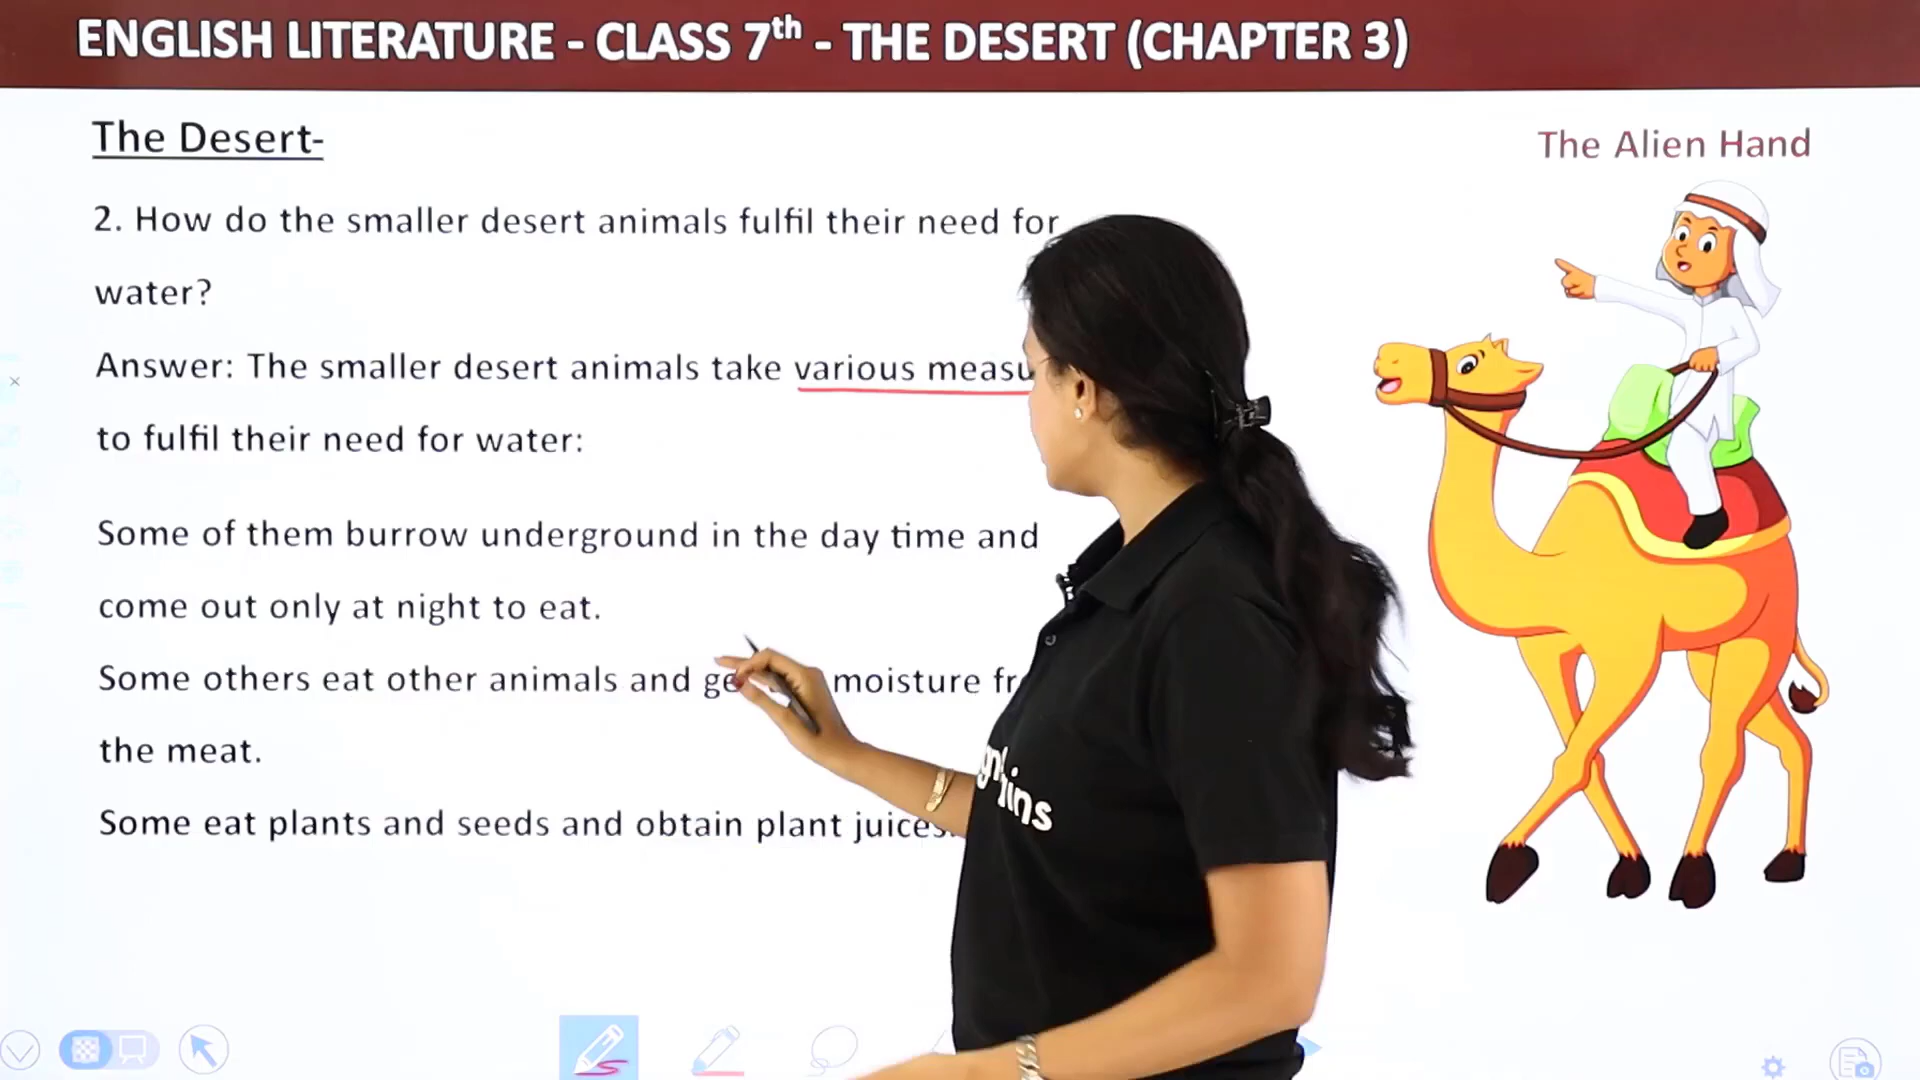 ENGLISH LITERATURE - CLASS 7th - THE DESERT (CHAPTER 3)
The Desert-
The Alien Hand
2. How do the smaller desert animals fulfil their need for
water?
Answer: The smaller desert animals take various
to fulfil their need for water:
Some of them burrow underground in the day time and
come out only at night to eat.
Some others eat other animals and moisture
the meat.
Some eat plants and seeds and obtain plant juices.